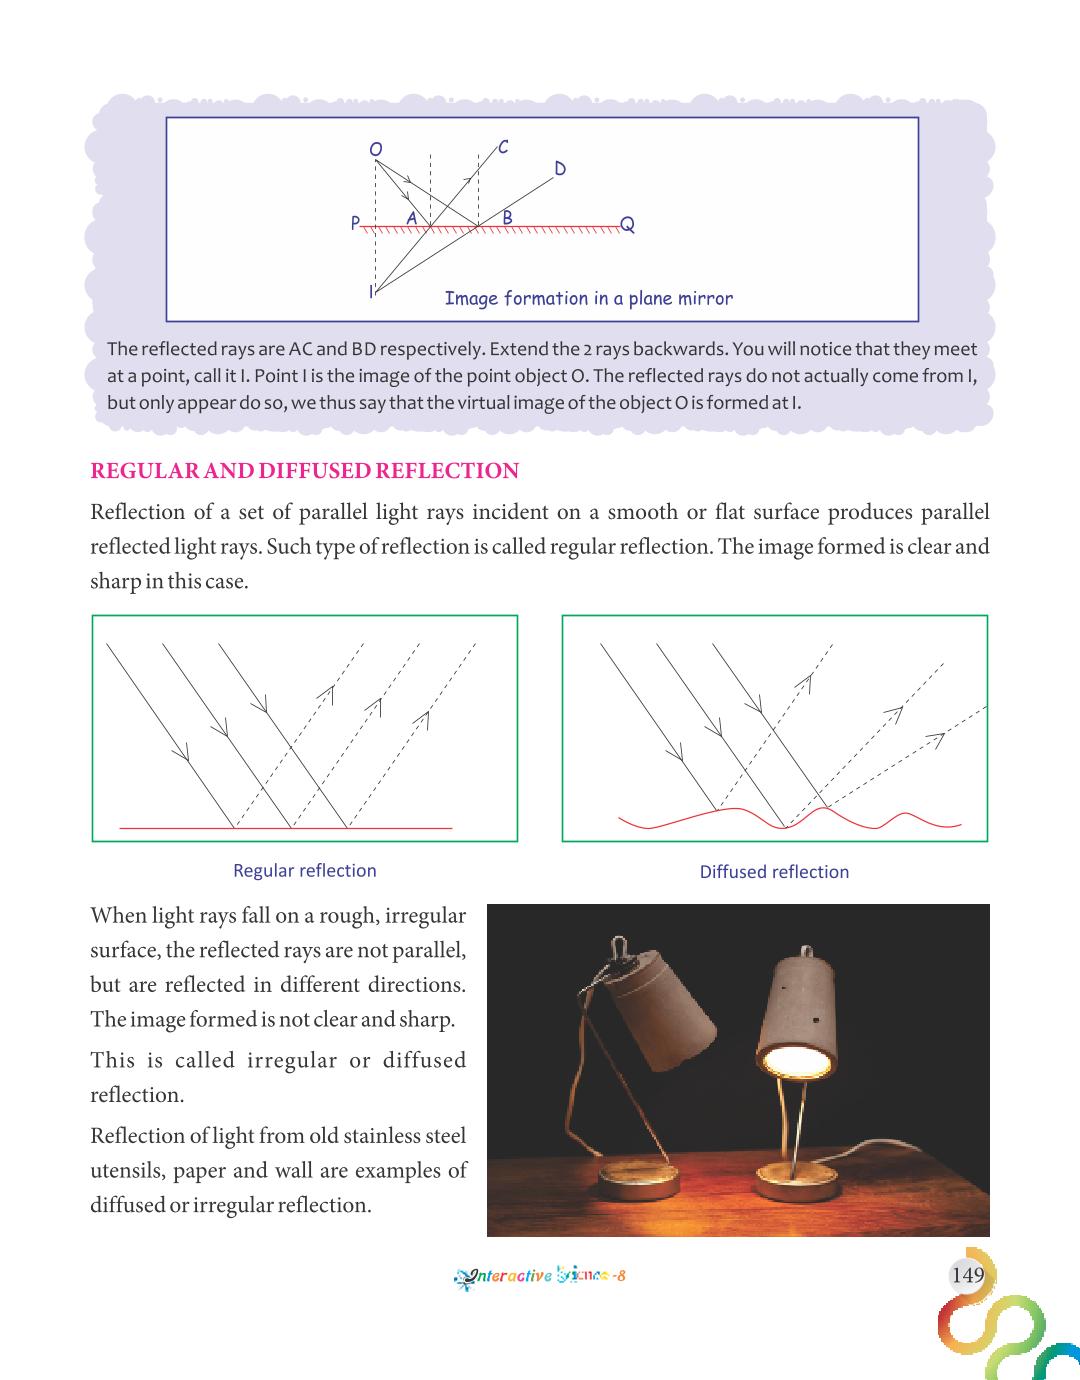 O
C
D
P
A
B
Q
I
Image formation in a plane mirror
The reflected rays are AC and BD respectively. Extend the 2 rays backwards. You will notice that they meet
at a point, call it I. Point I is the image of the point object O. The reflected rays do not actually come from I,
but only appear do so, we thus say that the virtual image of the object O is formed at I.
REGULAR AND DIFFUSED REFLECTION
Reflection of a set of parallel light rays incident on a smooth or flat surface produces parallel
reflected light rays. Such type of reflection is called regular reflection. The image formed is clear and
sharp in this case.
Regular reflection
Diffused reflection
When light rays fall on a rough, irregular
surface, the reflected rays are not parallel,
but are reflected in different directions.
The image formed is not clear and sharp.
This is called irregular or diffused
reflection.
Reflection of light from old stainless steel
utensils, paper and wall are examples of
diffused or irregular reflection.
Interactive Science -8
149